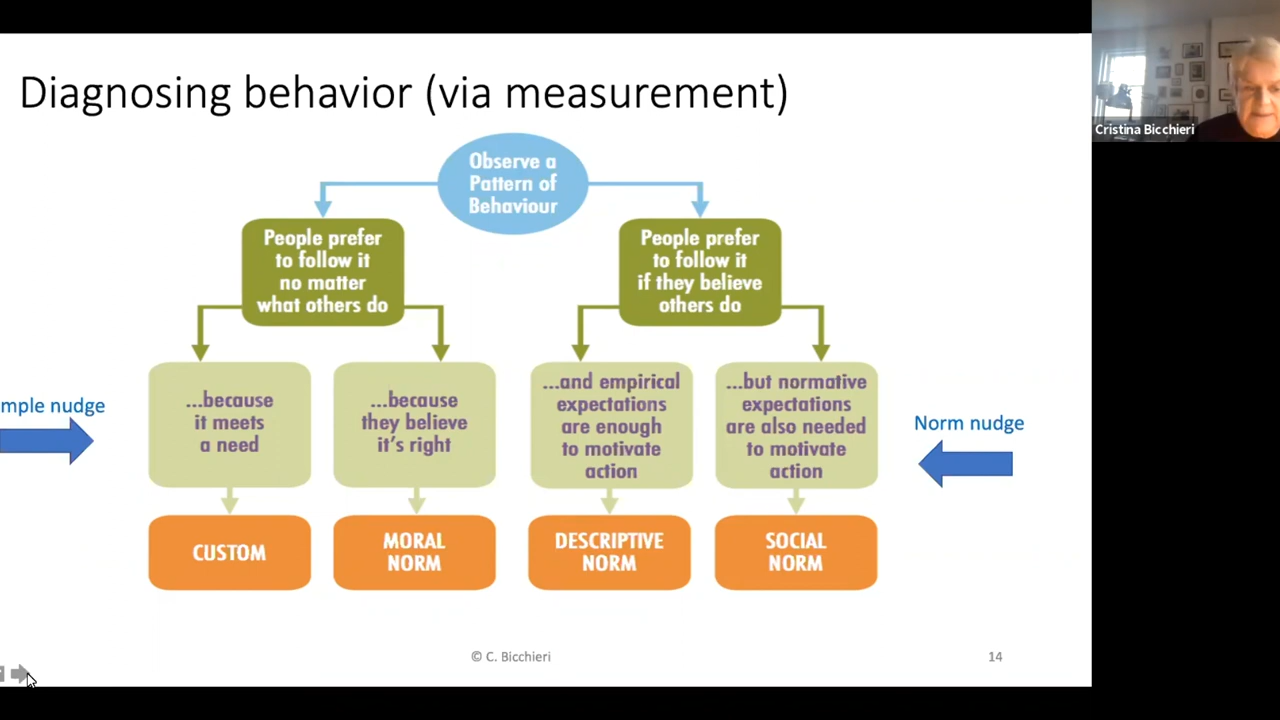 Diagnosing behavior (via measurement)
Cristina Bicchieri
Observe a
Pattern of
Behaviour
People prefer
to follow it
no matter
what others do
People prefer
to follow it
if they believe
others do
...because
it meets
a need
...because
they believe
it's right
...and empirical
expectations
are enough
to motivate
action
...but normative
expectations
are also needed
to motivate
action
mple nudge
Norm nudge
CUSTOM
MORAL
NORM
DESCRIPTIVE
NORM
SOCIAL
NORM
© C. Bicchieri
14